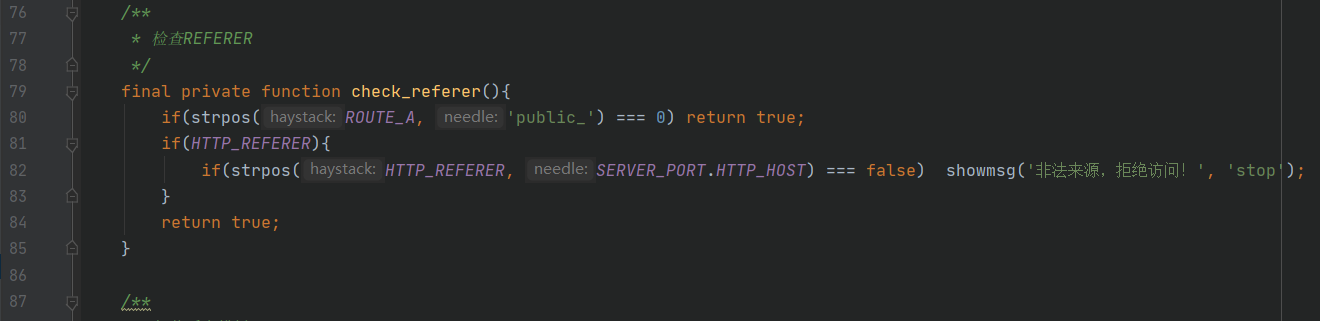 76 /**
77 * 检查REFERER
78 */
79 final private function check_referer(){
80 if(strpos( haystack: ROUTE_A, needle: 'public_') === 0) return true;
81 if(HTTP_REFERER){
82 if(strpos( haystack: HTTP_REFERER, needle: SERVER_PORT.HTTP_HOST) === false) showmsg('非法来源，拒绝访问！', 'stop');
83 }
84 return true;
85 }
86
87 /**